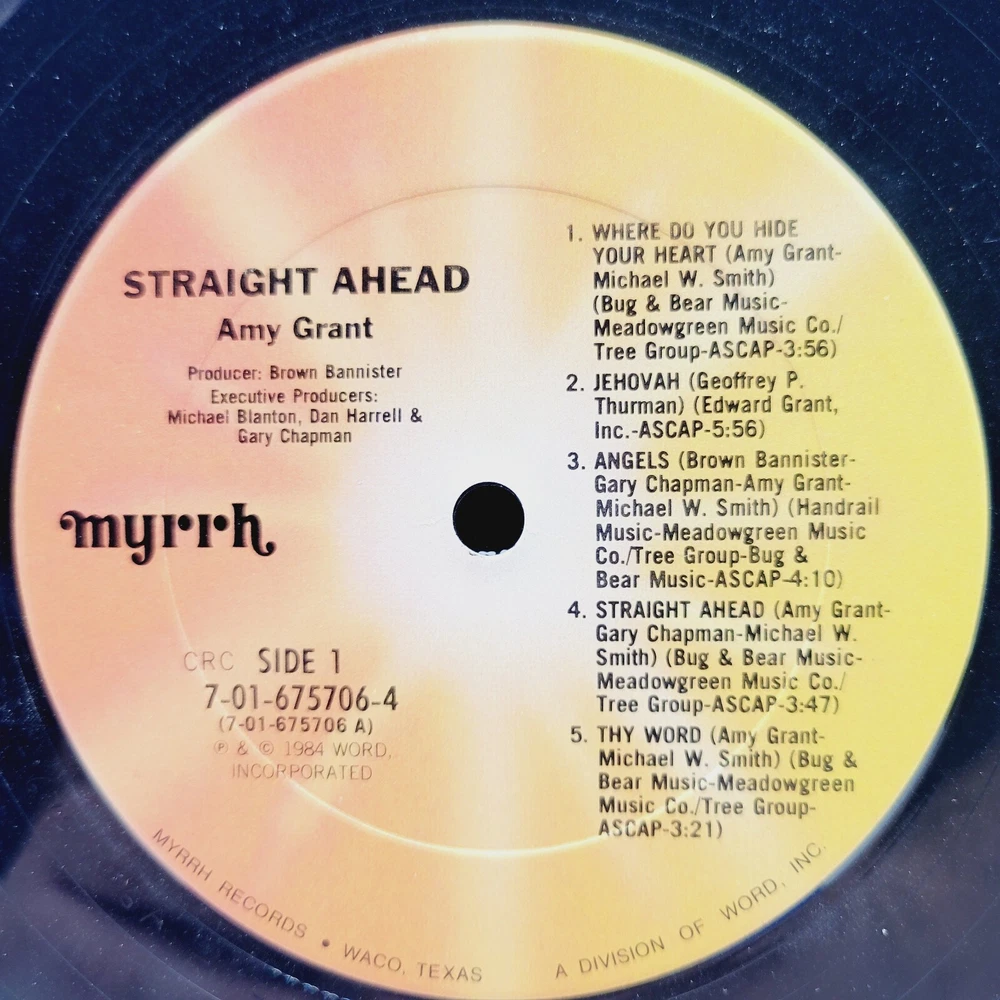 STRAIGHT AHEAD
Amy Grant
Producer: Brown Bannister
Executive Producers:
Michael Blanton, Dan Harrell &
Gary Chapman
myrrh
CRC SIDE 1
7-01-675706-4
(7-01-675706 A)
℗ & © 1984 WORD,
INCORPORATED
1. WHERE DO YOU HIDE
YOUR HEART (Amy Grant-
Michael W. Smith)
(Bug & Bear Music-
Meadowgreen Music Co./
Tree Group-ASCAP-3:56)
2. JEHOVAH (Geoffrey P.
Thurman) (Edward Grant,
Inc.-ASCAP-5:56)
3. ANGELS (Brown Bannister-
Gary Chapman-Amy Grant-
Michael W. Smith) (Handrail
Music-Meadowgreen Music
Co./Tree Group-Bug &
Bear Music-ASCAP-4:10)
4. STRAIGHT AHEAD (Amy Grant-
Gary Chapman-Michael W.
Smith) (Bug & Bear Music-
Meadowgreen Music Co./
Tree Group-ASCAP-3:47)
5. THY WORD (Amy Grant-
Michael W. Smith) (Bug &
Bear Music-Meadowgreen
Music Co./Tree Group-
ASCAP-3:21)
MYRRH RECORDS • WACO, TEXAS A DIVISION OF WORD, INC.